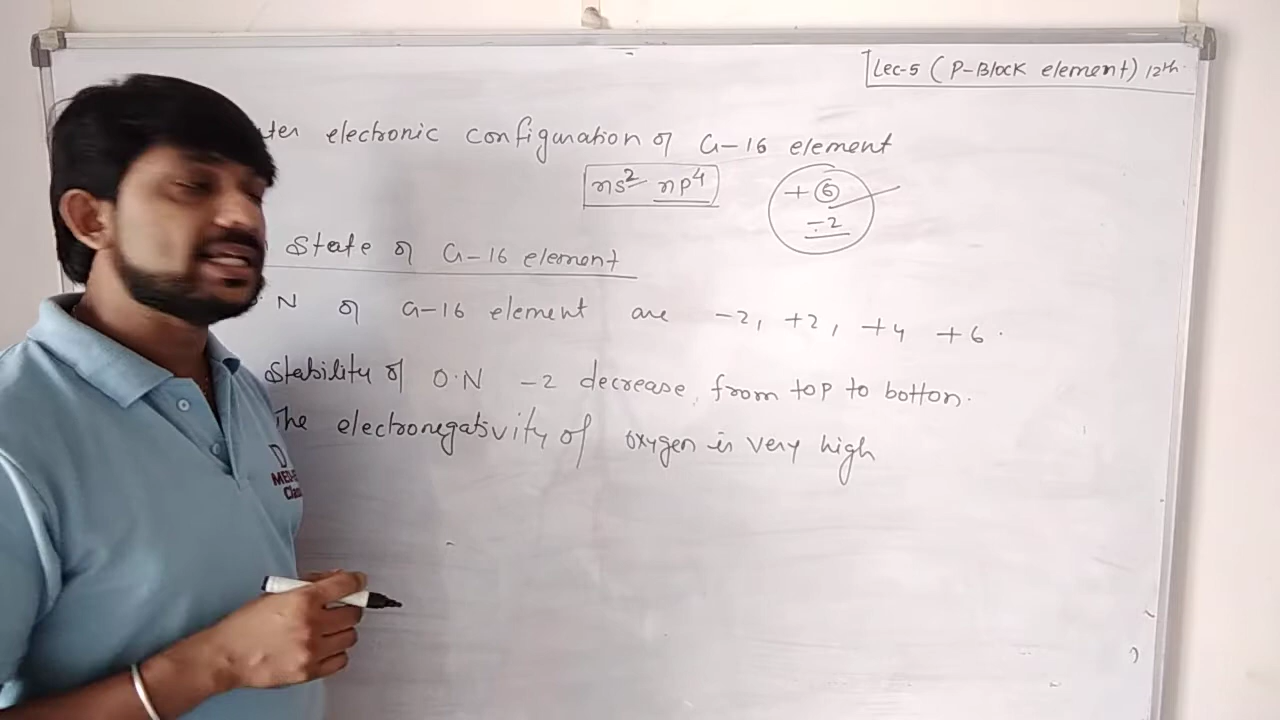 Lec-5 (P-Block element) 12th.
electronic configuration of G-16 element
ns² np⁴
+6
-2
State of G-16 element
N of G-16 element are -2, +2, +4 +6.
Stability of O.N -2 decrease, from top to botton.
The electronegativity of oxygen is very high